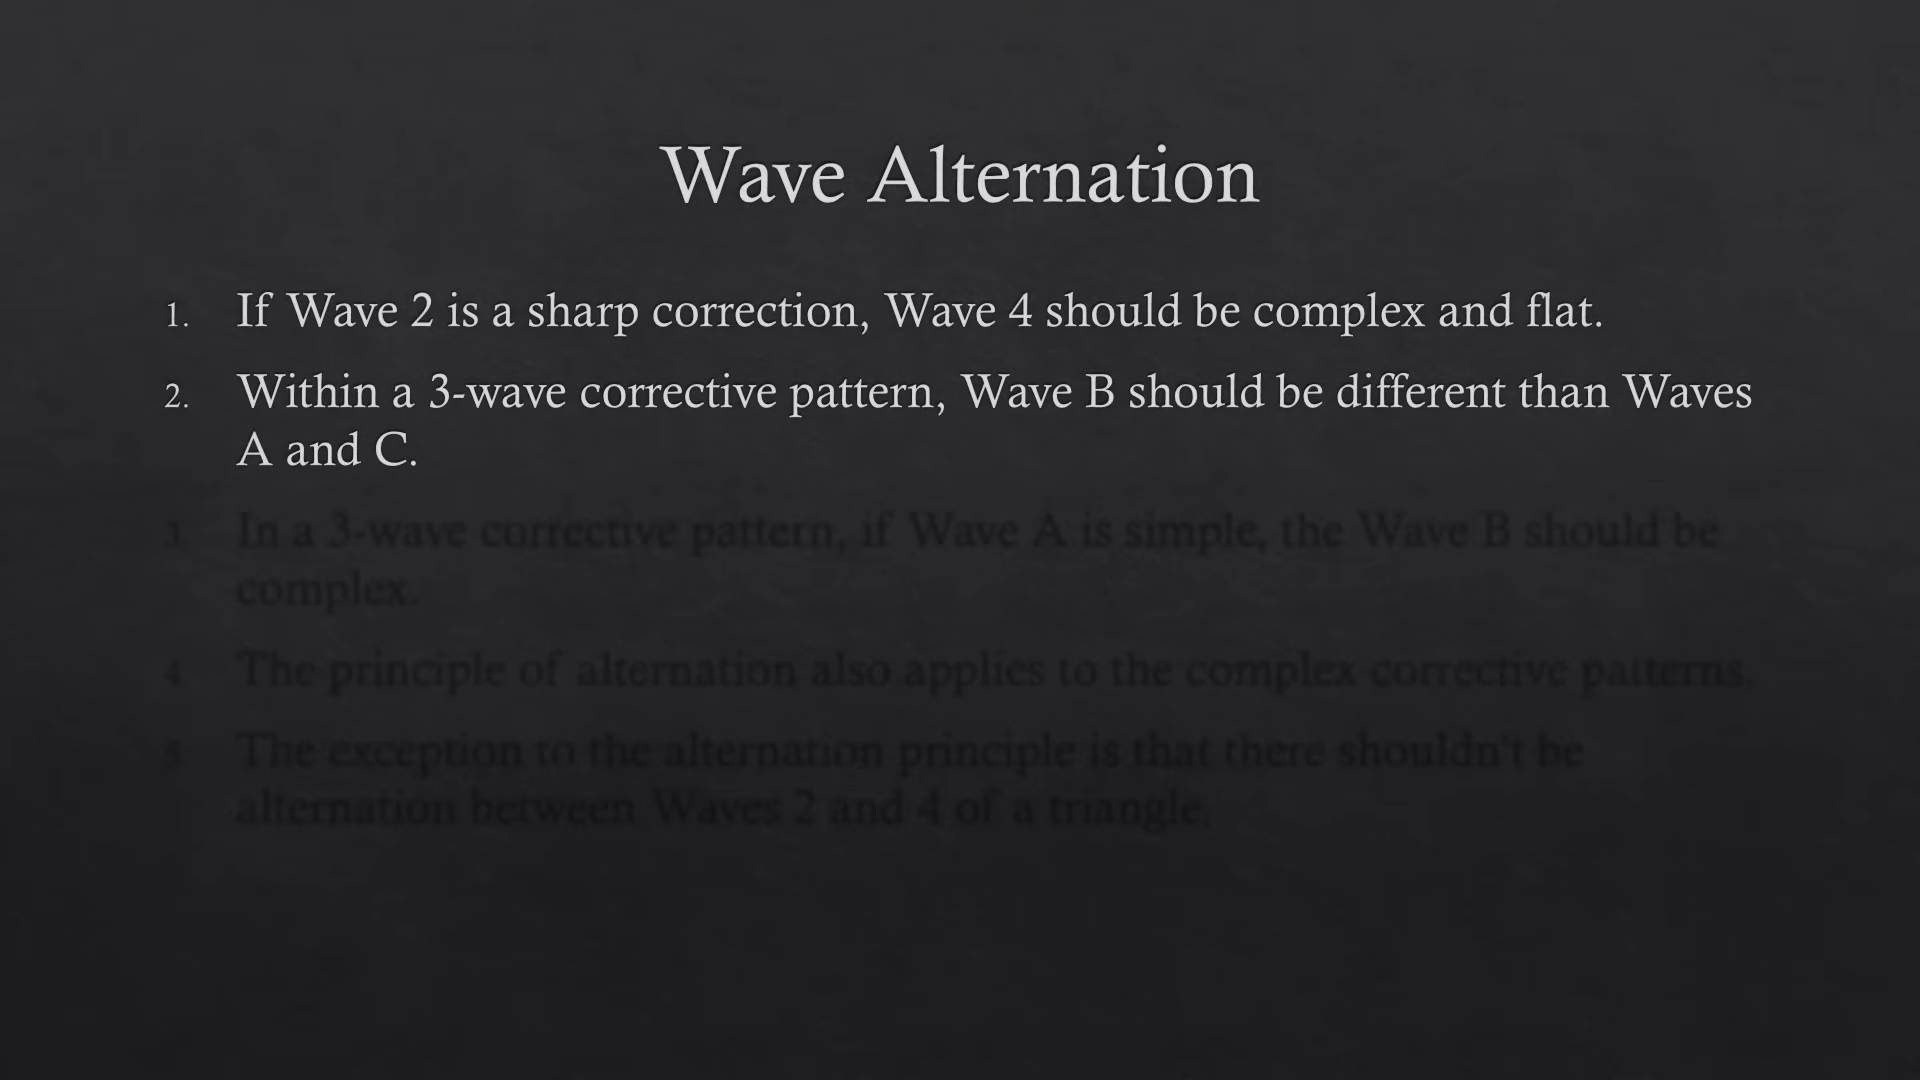 Wave Alternation
1. If Wave 2 is a sharp correction, Wave 4 should be complex and flat.
2. Within a 3-wave corrective pattern, Wave B should be different than Waves
A and C.
3. In a 3-wave corrective pattern, if Wave A is simple, the Wave B should be
complex.
4. The principle of alternation also applies to the complex corrective patterns.
5. The exception to the alternation principle is that there shouldn't be
alternation between Waves 2 and 4 of a triangle.